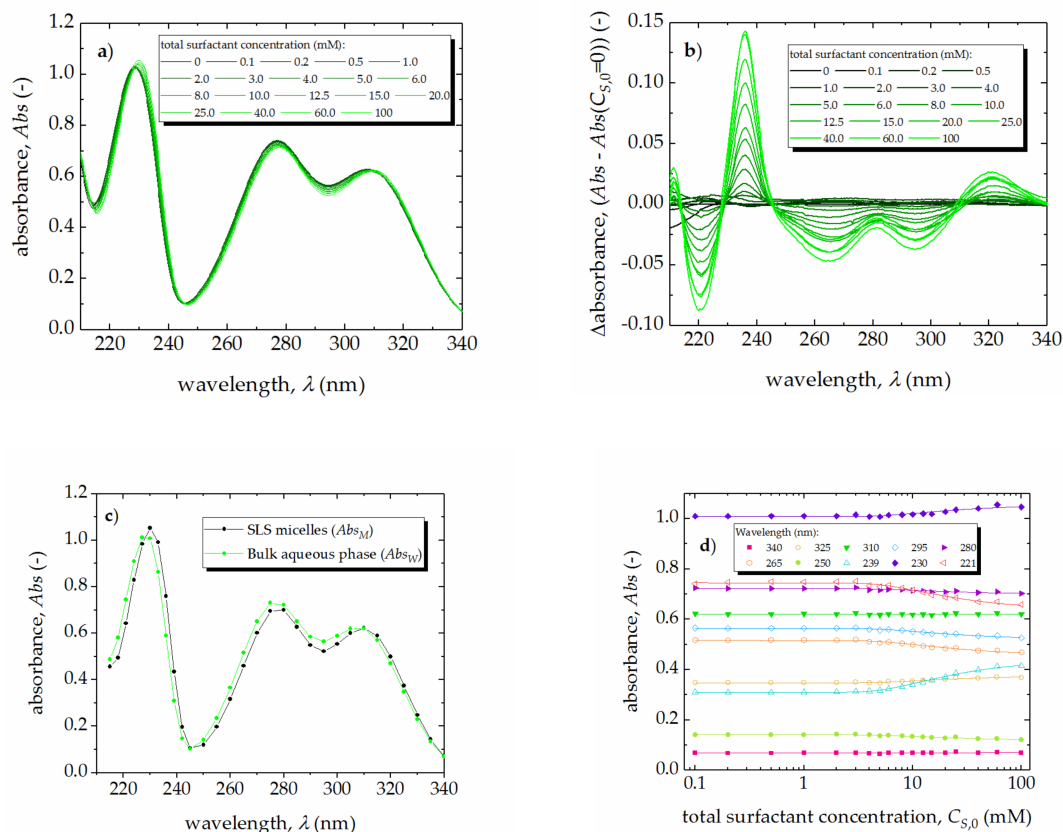 a)
total surfactant concentration (mM):
0 0.1 0.2 0.5 1.0
2.0 3.0 4.0 5.0 6.0
8.0 10.0 12.5 15.0 20.0
25.0 40.0 60.0 100
1.2
1.0
0.8
0.6
0.4
0.2
0.0
absorbance, Abs (-)
220 240 260 280 300 320 340
wavelength, λ (nm)
b)
total surfactant concentration (mM):
0 0.1 0.2 0.5
1.0 2.0 3.0 4.0
5.0 6.0 8.0 10.0
12.5 15.0 20.0 25.0
40.0 60.0 100
0.15
0.10
0.05
0.00
-0.05
-0.10
Δabsorbance, (Abs - Abs(C_S,0=0)) (-)
220 240 260 280 300 320 340
wavelength, λ (nm)
c)
SLS micelles (Abs_M)
Bulk aqueous phase (Abs_W)
1.2
1.0
0.8
0.6
0.4
0.2
0.0
absorbance, Abs (-)
220 240 260 280 300 320 340
wavelength, λ (nm)
d)
Wavelength (nm):
340 325 310 295 280
265 250 239 230 221
1.0
0.8
0.6
0.4
0.2
0.0
absorbance, Abs (-)
0.1 1 10 100
total surfactant concentration, C_S,0 (mM)